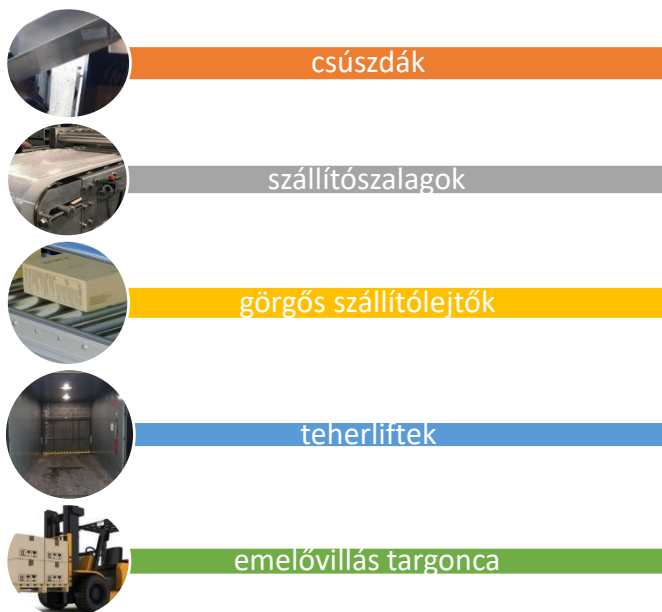 csúszdák
szállítószalagok
görgős szállítólejtők
teherliftek
emelővillás targonca